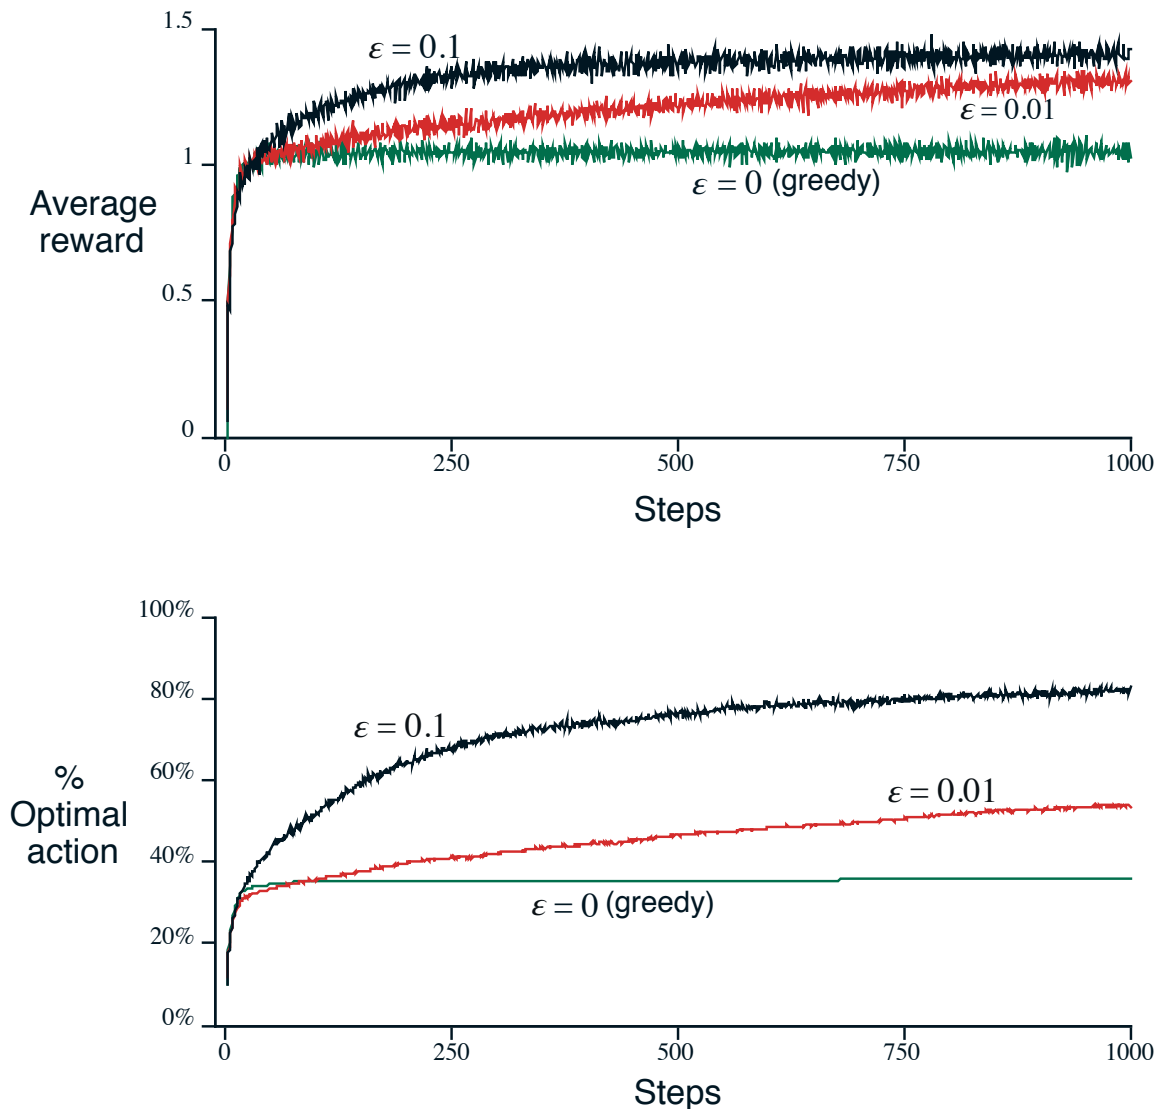 1.5
ε = 0.1
ε = 0.01
1
ε = 0 (greedy)
Average
reward
0.5
0
0 250 500 750 1000
Steps
100%
80%
ε = 0.1
60%
%
Optimal
action
ε = 0.01
40%
ε = 0 (greedy)
20%
0%
0 250 500 750 1000
Steps